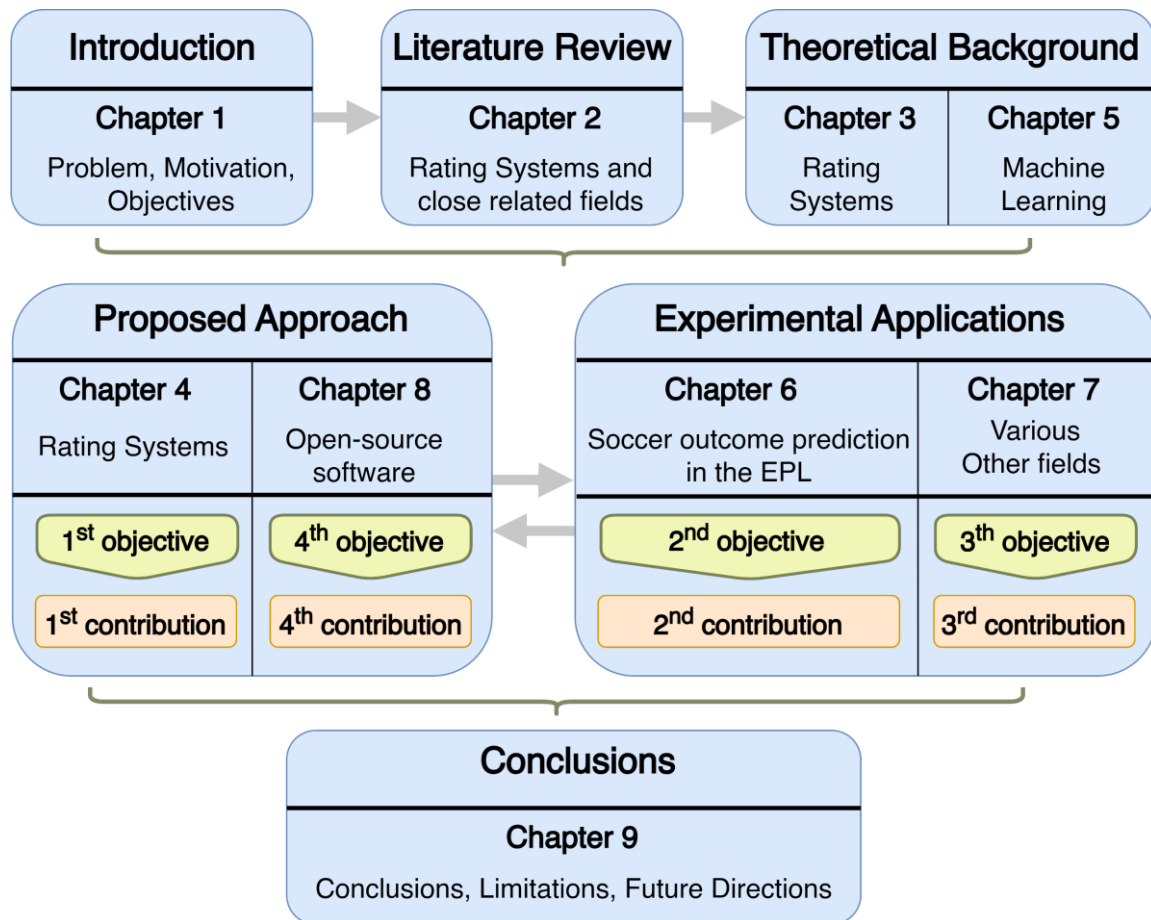 Introduction
Chapter 1
Problem, Motivation,
Objectives
Literature Review
Chapter 2
Rating Systems and
close related fields
Theoretical Background
Chapter 3
Rating
Systems
Chapter 5
Machine
Learning
Proposed Approach
Chapter 4
Rating Systems
1st objective
1st contribution
Chapter 8
Open-source
software
4th objective
4th contribution
Experimental Applications
Chapter 6
Soccer outcome prediction
in the EPL
2nd objective
2nd contribution
Chapter 7
Various
Other fields
3th objective
3rd contribution
Conclusions
Chapter 9
Conclusions, Limitations, Future Directions